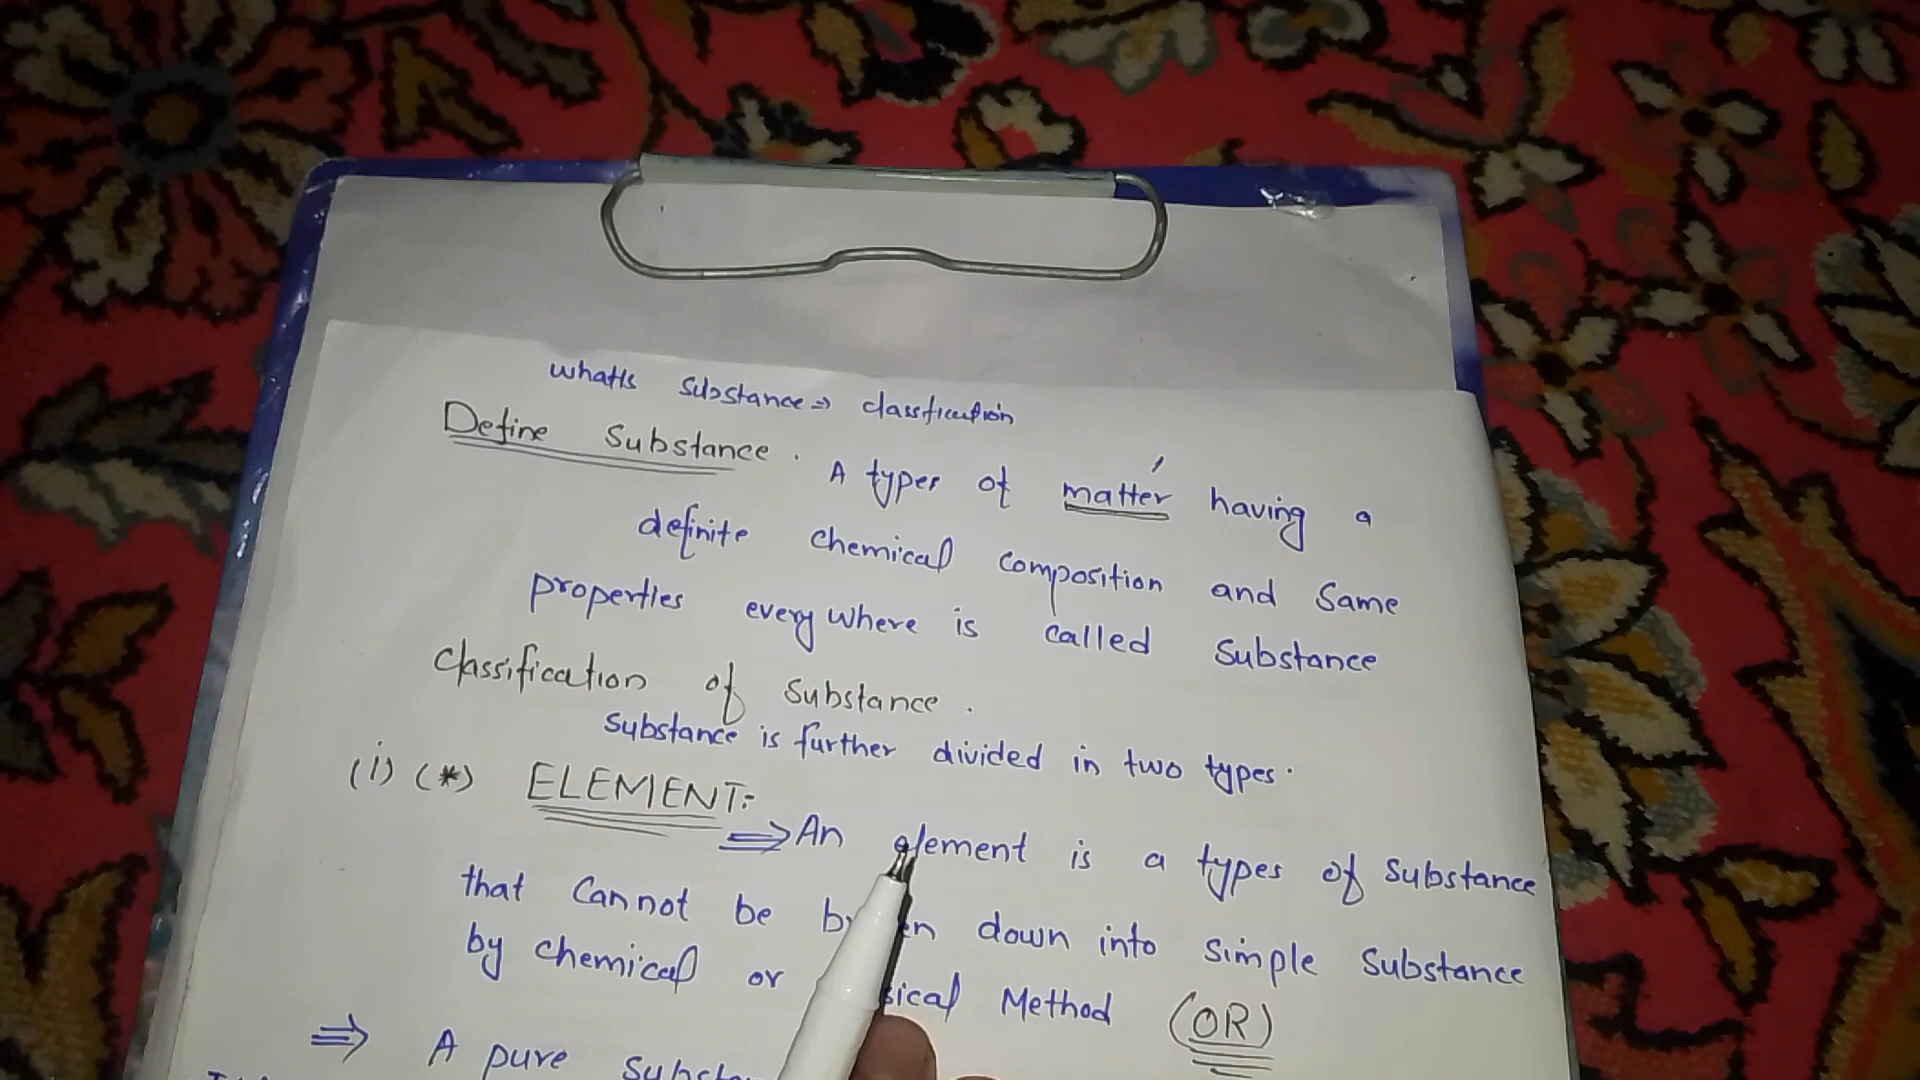 whatIs substance => classification
Define Substance . A types of matter having a
definite chemical composition and Same
properties every where is called Substance
Classification of Substance .
Substance is further divided in two types.
(i) (*) ELEMENT:-
=> An element is a types of Substance
that Cannot be down into Simple Substance
by chemical or Method (OR)
=> A pure